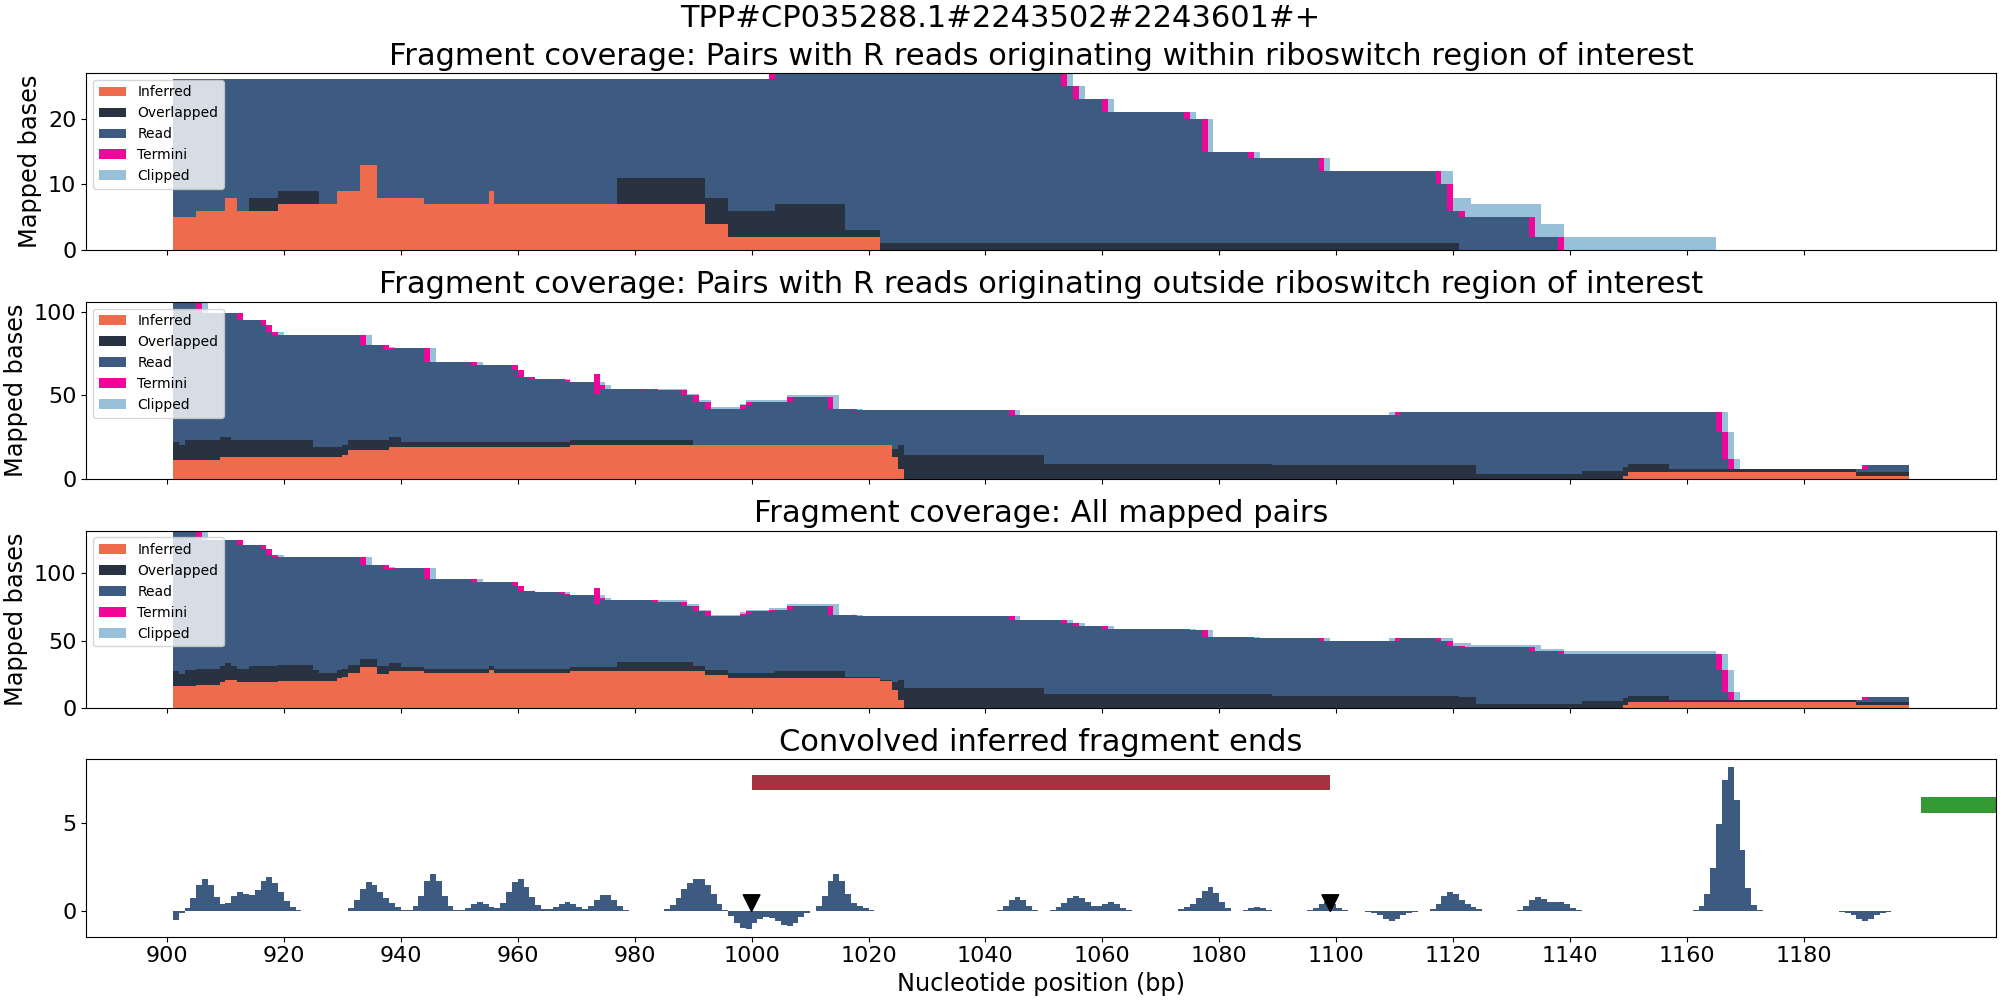 TPP#CP035288.1#2243502#2243601#+
Fragment coverage: Pairs with R reads originating within riboswitch region of interest
Mapped bases
20
10
0
Inferred
Overlapped
Read
Termini
Clipped
Fragment coverage: Pairs with R reads originating outside riboswitch region of interest
Mapped bases
100
50
0
Inferred
Overlapped
Read
Termini
Clipped
Fragment coverage: All mapped pairs
Mapped bases
100
50
0
Inferred
Overlapped
Read
Termini
Clipped
Convolved inferred fragment ends
5
0
900 920 940 960 980 1000 1020 1040 1060 1080 1100 1120 1140 1160 1180
Nucleotide position (bp)